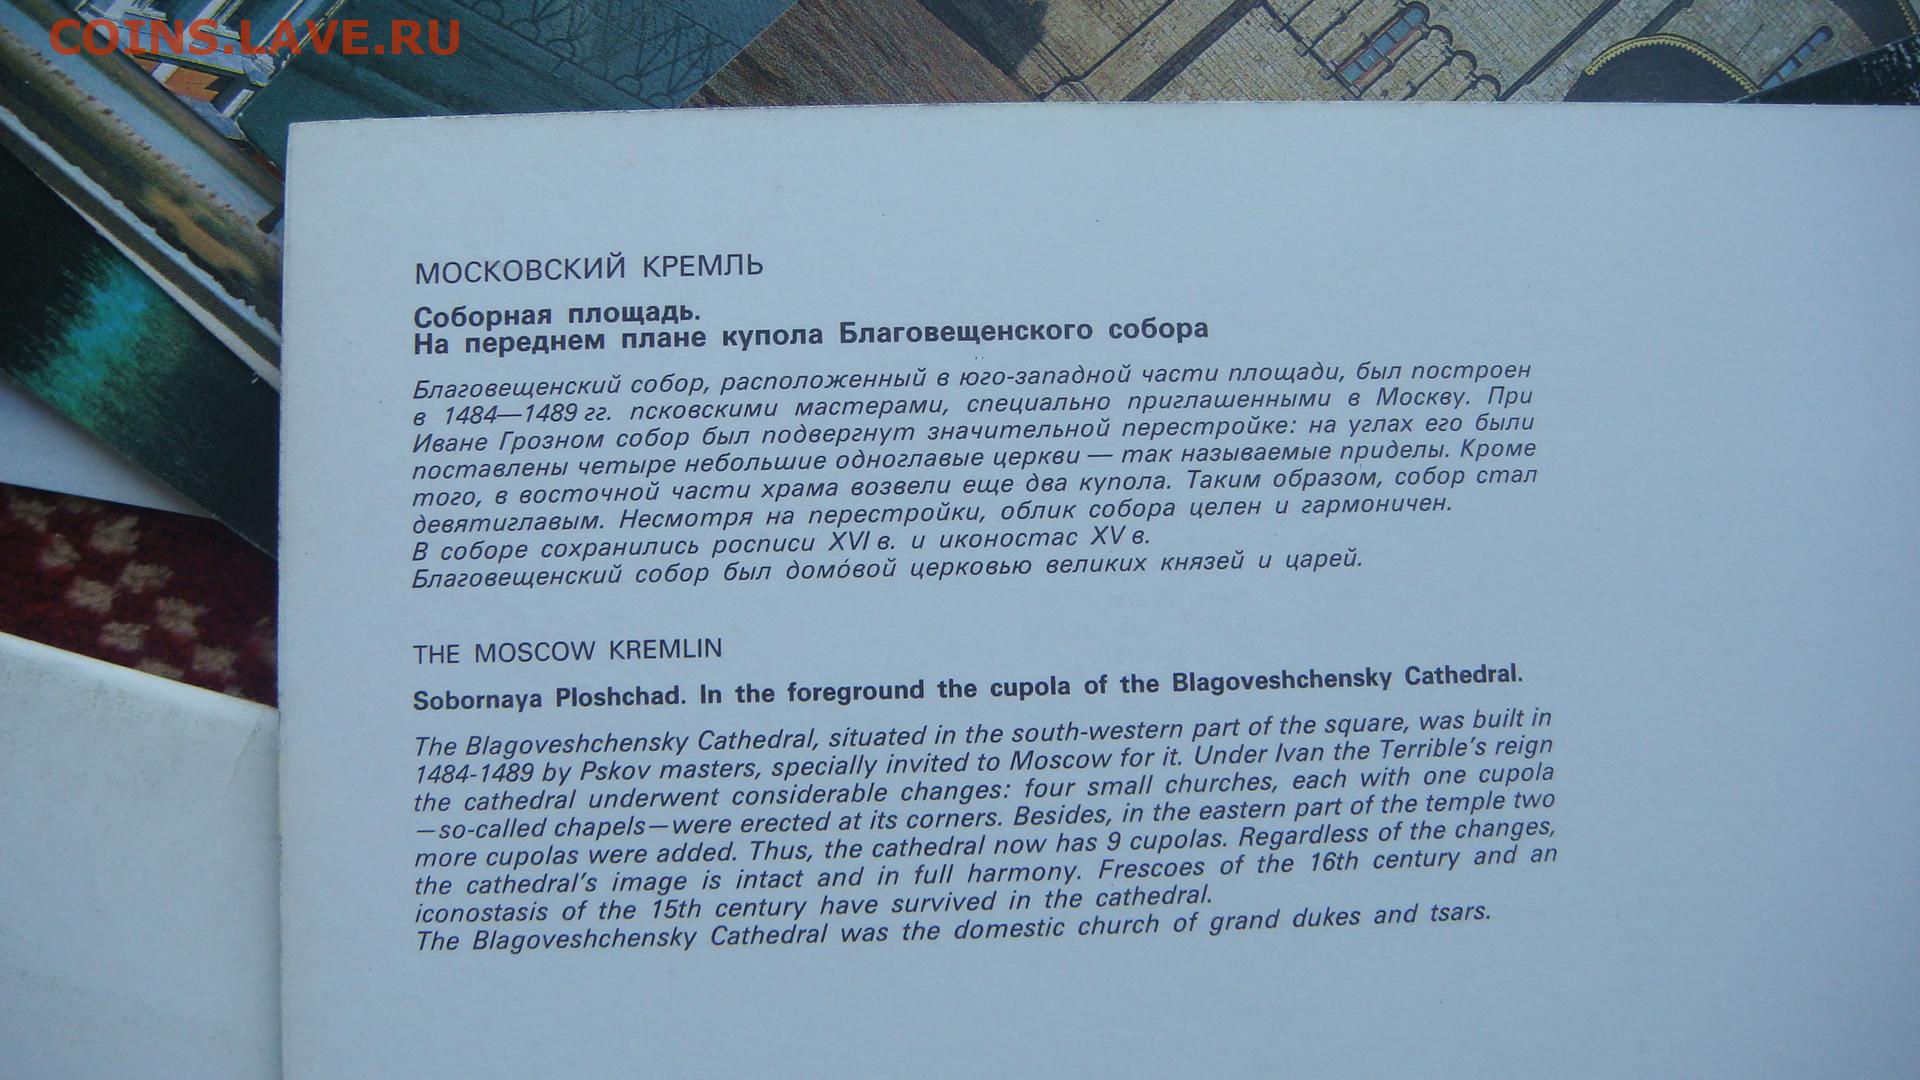 COINS.LAVE.RU
МОСКОВСКИЙ КРЕМЛЬ
Соборная площадь.
На переднем плане купола Благовещенского собора
Благовещенский собор, расположенный в юго-западной части площади, был построен
в 1484—1489 гг. псковскими мастерами, специально приглашенными в Москву. При
Иване Грозном собор был подвергнут значительной перестройке: на углах его были
поставлены четыре небольшие одноглавые церкви — так называемые приделы. Кроме
того, в восточной части храма возвели еще два купола. Таким образом, собор стал
девятиглавым. Несмотря на перестройки, облик собора целен и гармоничен.
В соборе сохранились росписи XVI в. и иконостас XV в.
Благовещенский собор был домо́вой церковью великих князей и царей.
THE MOSCOW KREMLIN
Sobornaya Ploshchad. In the foreground the cupola of the Blagoveshchensky Cathedral.
The Blagoveshchensky Cathedral, situated in the south-western part of the square, was built in
1484-1489 by Pskov masters, specially invited to Moscow for it. Under Ivan the Terrible's reign
the cathedral underwent considerable changes: four small churches, each with one cupola
—so-called chapels—were erected at its corners. Besides, in the eastern part of the temple two
more cupolas were added. Thus, the cathedral now has 9 cupolas. Regardless of the changes,
the cathedral's image is intact and in full harmony. Frescoes of the 16th century and an
iconostasis of the 15th century have survived in the cathedral.
The Blagoveshchensky Cathedral was the domestic church of grand dukes and tsars.